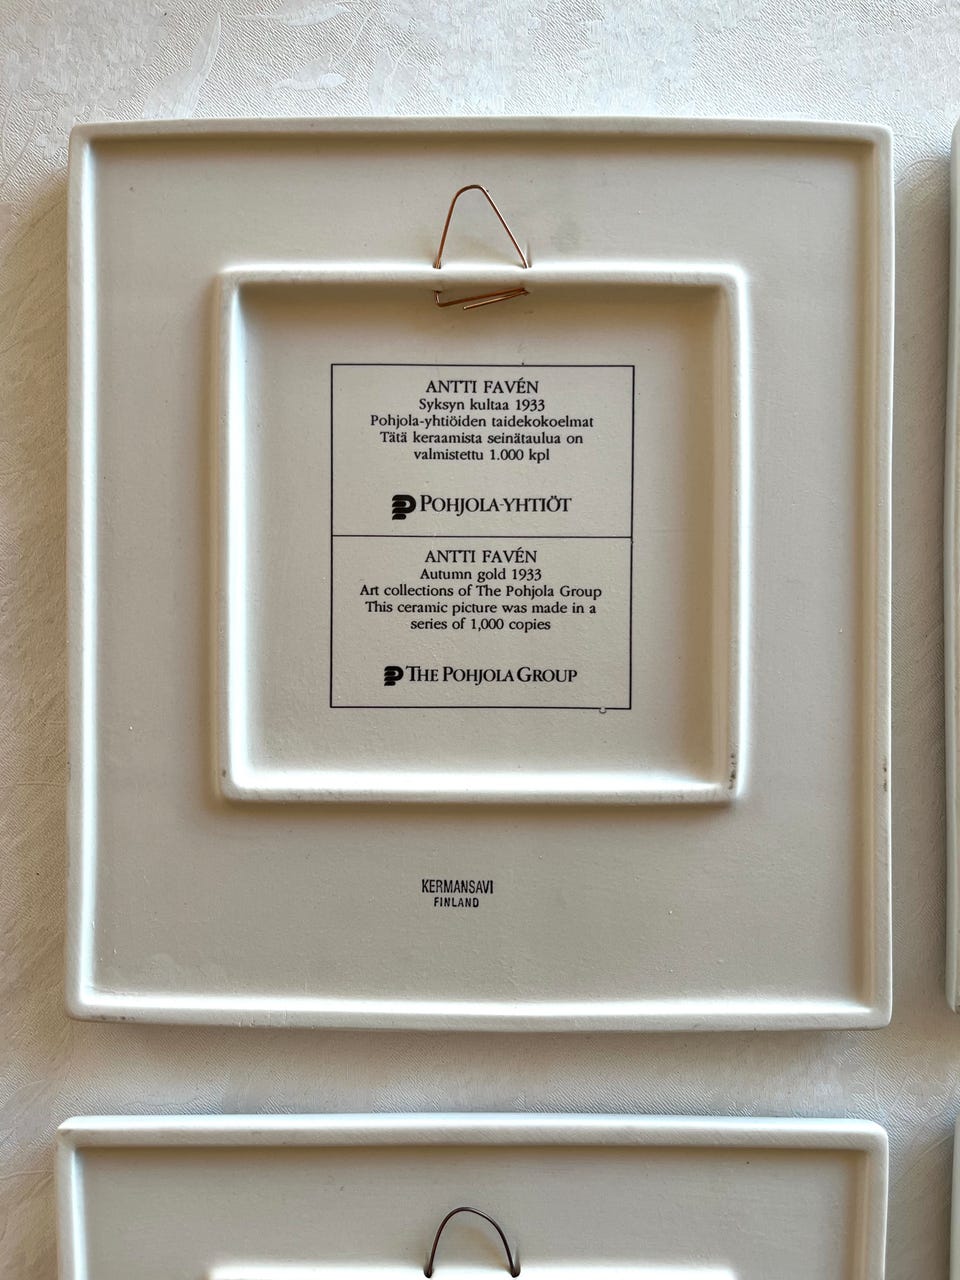 ANTTI FAVÉN
Syksyn kultaa 1933
Pohjola-yhtiöiden taidekokoelmat
Tätä keraamista seinätaulua on
valmistettu 1.000 kpl
POHJOLA-YHTIÖT
ANTTI FAVÉN
Autumn gold 1933
Art collections of The Pohjola Group
This ceramic picture was made in a
series of 1,000 copies
THE POHJOLA GROUP
KERMANSAVI
FINLAND